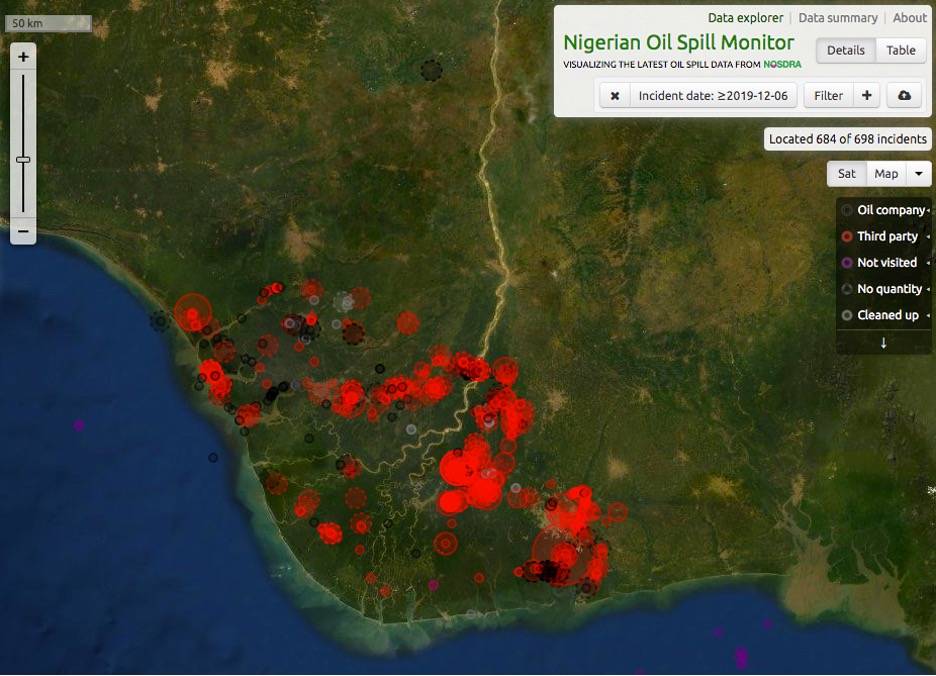 50 km
+
−
Data explorer | Data summary | About
Nigerian Oil Spill Monitor
VISUALIZING THE LATEST OIL SPILL DATA FROM NOSDRA
Details Table
✖ Incident date: ≥2019-12-06 Filter +
Located 684 of 698 incidents
Sat Map
Oil company
Third party
Not visited
No quantity
Cleaned up
↓